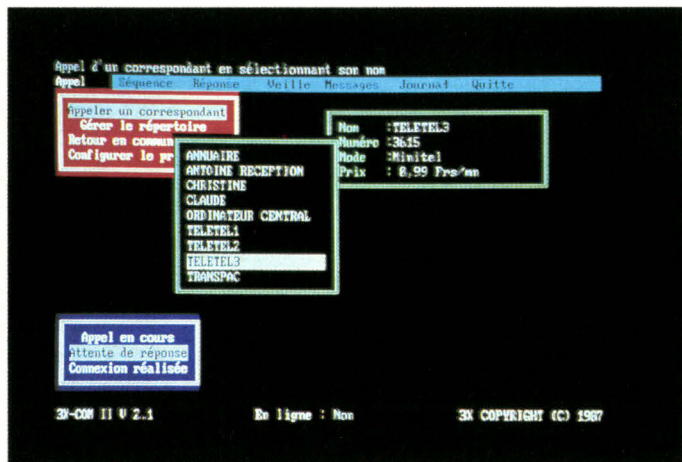 Appel d'un correspondant en sélectionnant son nom
Appel Séquence Réponse Veille Messages Journal Quitte
Appeler un correspondant
Gérer le répertoire
Retour en commun
Configurer le pr
Nom :TELETEL3
Numéro :3615
Mode :Minitel
Prix : 0,99 Frs/mn
ANNUAIRE
ANTOINE RECEPTION
CHRISTINE
CLAUDE
ORDINATEUR CENTRAL
TELETEL1
TELETEL2
TELETEL3
TRANSPAC
Appel en cours
Attente de réponse
Connexion réalisée
3X-COM II V 2.1 En ligne : Non 3X COPYRIGHT (C) 1987